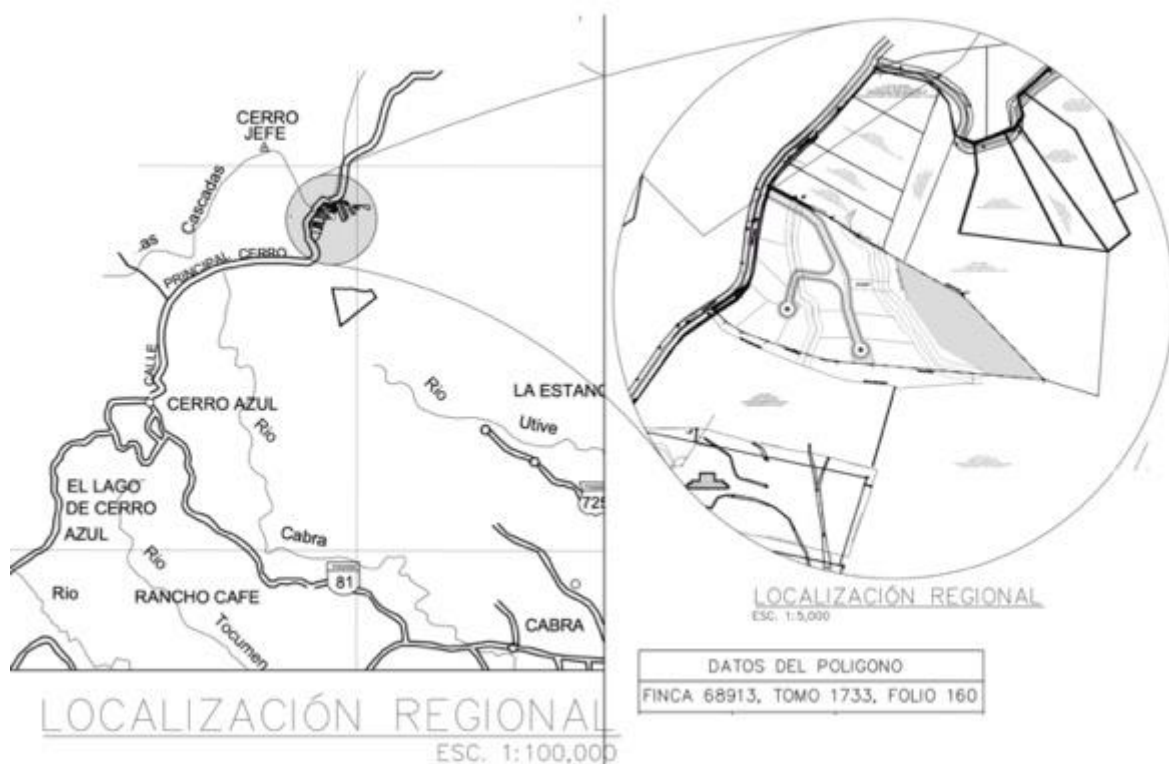 CERRO
JEFE
Cascadas
as
PRINCIPAL CERRO
CALLE
CERRO AZUL
Rio
LA ESTANC
Rio
Utive
725
EL LAGO
DE CERRO
AZUL
Rio
Cabra
81
Rio
RANCHO CAFE
Tocumen
CABRA
LOCALIZACIÓN REGIONAL
ESC. 1:100,000
LOCALIZACIÓN REGIONAL
ESC. 1:5,000
DATOS DEL POLIGONO
FINCA 68913, TOMO 1733, FOLIO 160